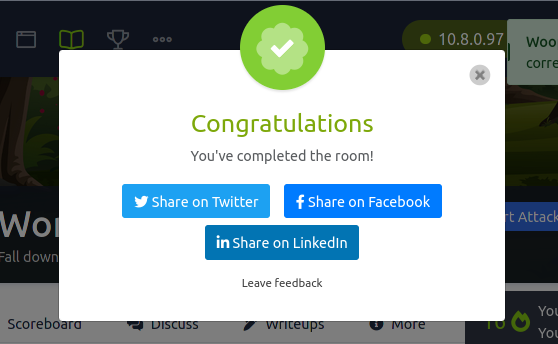 10.8.0.97
Woo
corre
Congratulations
You've completed the room!
Share on Twitter
Share on Facebook
Share on LinkedIn
Leave feedback
Wor
Fall down
rt Attack
Scoreboard
Discuss
Writeups
More
You
You